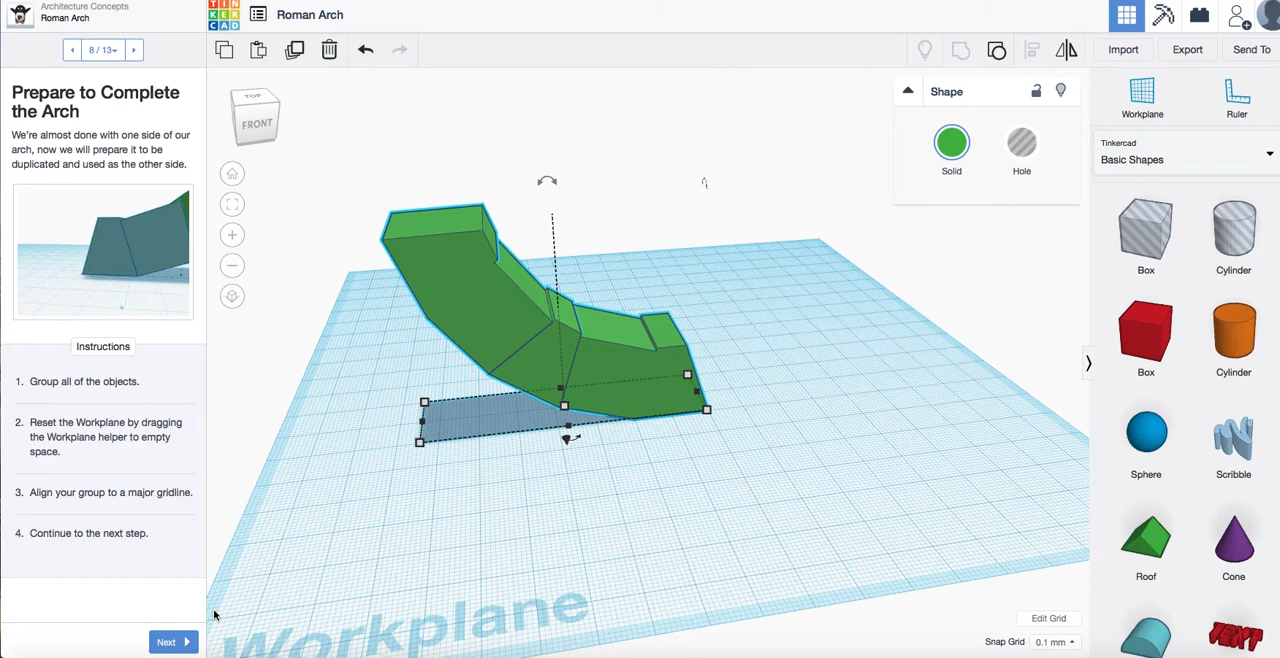 Architecture Concepts
Roman Arch
TIN
KER
CAD
Roman Arch
8 / 13
Import
Export
Send To
Prepare to Complete
the Arch
We're almost done with one side of our
arch, now we will prepare it to be
duplicated and used as the other side.
Instructions
1. Group all of the objects.
2. Reset the Workplane by dragging
the Workplane helper to empty
space.
3. Align your group to a major gridline.
4. Continue to the next step.
Next
TOP
FRONT
Shape
Solid
Hole
Workplane
Edit Grid
Snap Grid
0.1 mm
Workplane
Ruler
Tinkercad
Basic Shapes
Box
Cylinder
Box
Cylinder
Sphere
Scribble
Roof
Cone
TEXT